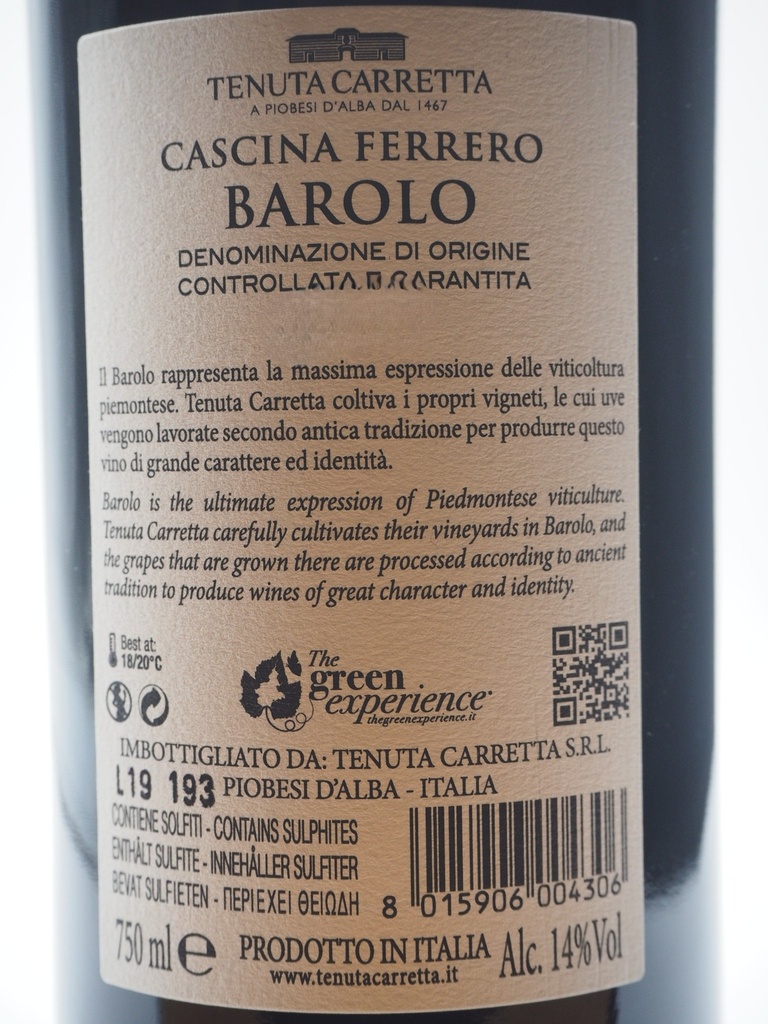 TENUTA CARRETTA
A PIOBESI D'ALBA DAL 1467
CASCINA FERRERO
BAROLO
DENOMINAZIONE DI ORIGINE
CONTROLLATA E GARANTITA
Il Barolo rappresenta la massima espressione delle viticoltura
piemontese. Tenuta Carretta coltiva i propri vigneti, le cui uve
vengono lavorate secondo antica tradizione per produrre questo
vino di grande carattere ed identità.
Barolo is the ultimate expression of Piedmontese viticulture.
Tenuta Carretta carefully cultivates their vineyards in Barolo, and
the grapes that are grown there are processed according to ancient
tradition to produce wines of great character and identity.
Best at:
18/20°C
The
green
experience
thegreenexperience.it
IMBOTTIGLIATO DA: TENUTA CARRETTA S.R.L.
L19 193 PIOBESI D'ALBA - ITALIA
CONTIENE SOLFITI - CONTAINS SULPHITES
ENTHÄLT SULFITE - INNEHÅLLER SULFITER
BEVAT SULFIETEN - ΠΕΡΙΕΧΕΙ ΘΕΙΩΔΗ
8 015906 004306
750 ml e PRODOTTO IN ITALIA Alc. 14% Vol
www.tenutacarretta.it